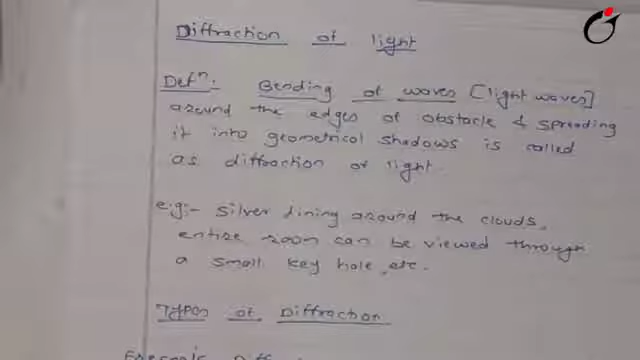 Diffraction of light
Defn: Bending of waves [light waves]
around the edges of obstacle & spreading
it into geometrical shadows is called
as diffraction of light.
e.g:- Silver lining around the clouds,
entire room can be viewed through
a small key hole, etc.
Types of Diffraction